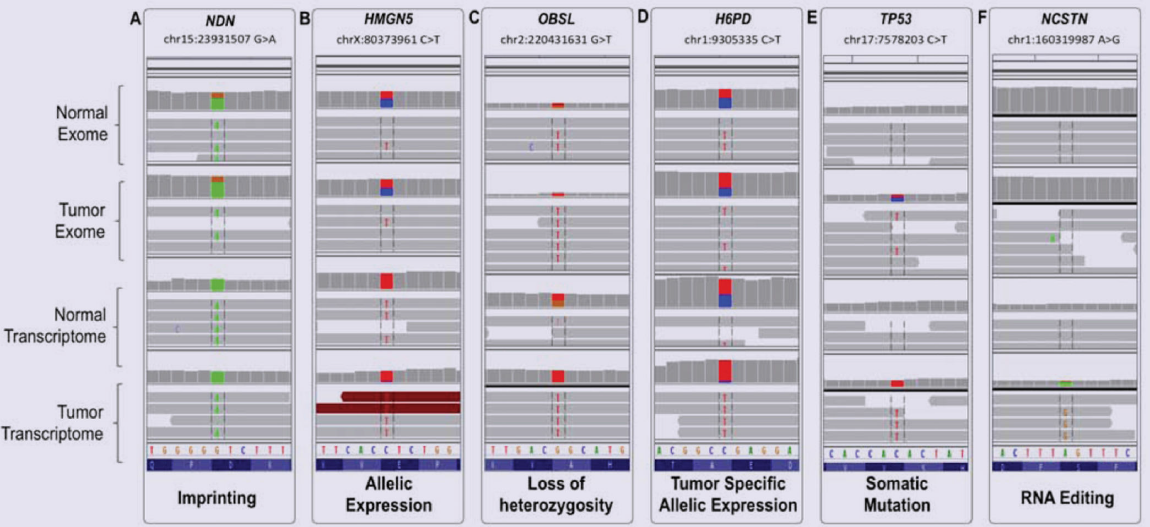 A NDN
chr15:23931507 G>A
B HMGN5
chrX:80373961 C>T
C OBSL
chr2:220431631 G>T
D H6PD
chr1:9305335 C>T
E TP53
chr17:7578203 C>T
F NCSTN
chr1:160319987 A>G
Normal
Exome
Tumor
Exome
Normal
Transcriptome
Tumor
Transcriptome
T G G G G G T C T T T
T T C A C C T C T G G
T T G A C G G C A T G
A C G G C C G C A G G
C A C C A C A C T A T
A C T T T A G T T T C
Imprinting
Allelic
Expression
Loss of
heterozygosity
Tumor Specific
Allelic Expression
Somatic
Mutation
RNA Editing